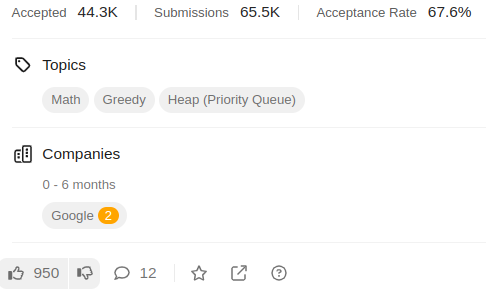 Accepted 44.3K Submissions 65.5K Acceptance Rate 67.6%
Topics
Math Greedy Heap (Priority Queue)
Companies
0 - 6 months
Google 2
950 12